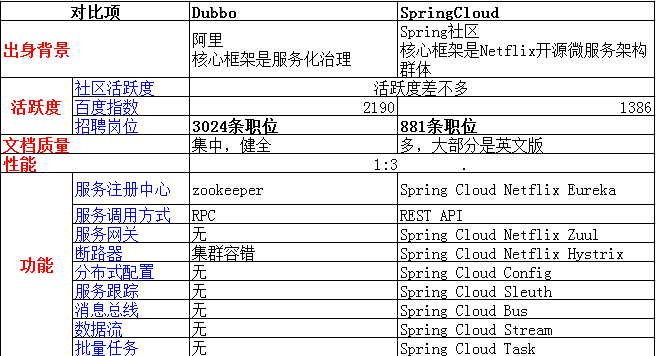 对比项 Dubbo SpringCloud
出身背景 阿里 核心框架是服务化治理 Spring社区 核心框架是Netflix开源微服务架构群体
活跃度 社区活跃度 活跃度差不多
百度指数 2190 1386
招聘岗位 3024条职位 881条职位
文档质量 集中，健全 多，大部分是英文版
性能 1:3 .
功能 服务注册中心 zookeeper Spring Cloud Netflix Eureka
服务调用方式 RPC REST API
服务网关 无 Spring Cloud Netflix Zuul
断路器 集群容错 Spring Cloud Netflix Hystrix
分布式配置 无 Spring Cloud Config
服务跟踪 无 Spring Cloud Sleuth
消息总线 无 Spring Cloud Bus
数据流 无 Spring Cloud Stream
批量任务 无 Spring Cloud Task